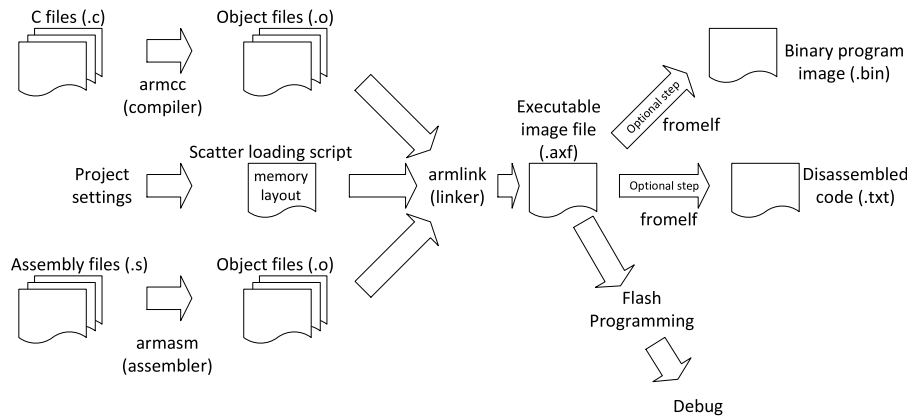 C files (.c)
armcc
(compiler)
Object files (.o)
Project
settings
Scatter loading script
memory
layout
Assembly files (.s)
armasm
(assembler)
Object files (.o)
armlink
(linker)
Executable
image file
(.axf)
Optional step
fromelf
Binary program
image (.bin)
Optional step
fromelf
Disassembled
code (.txt)
Flash
Programming
Debug